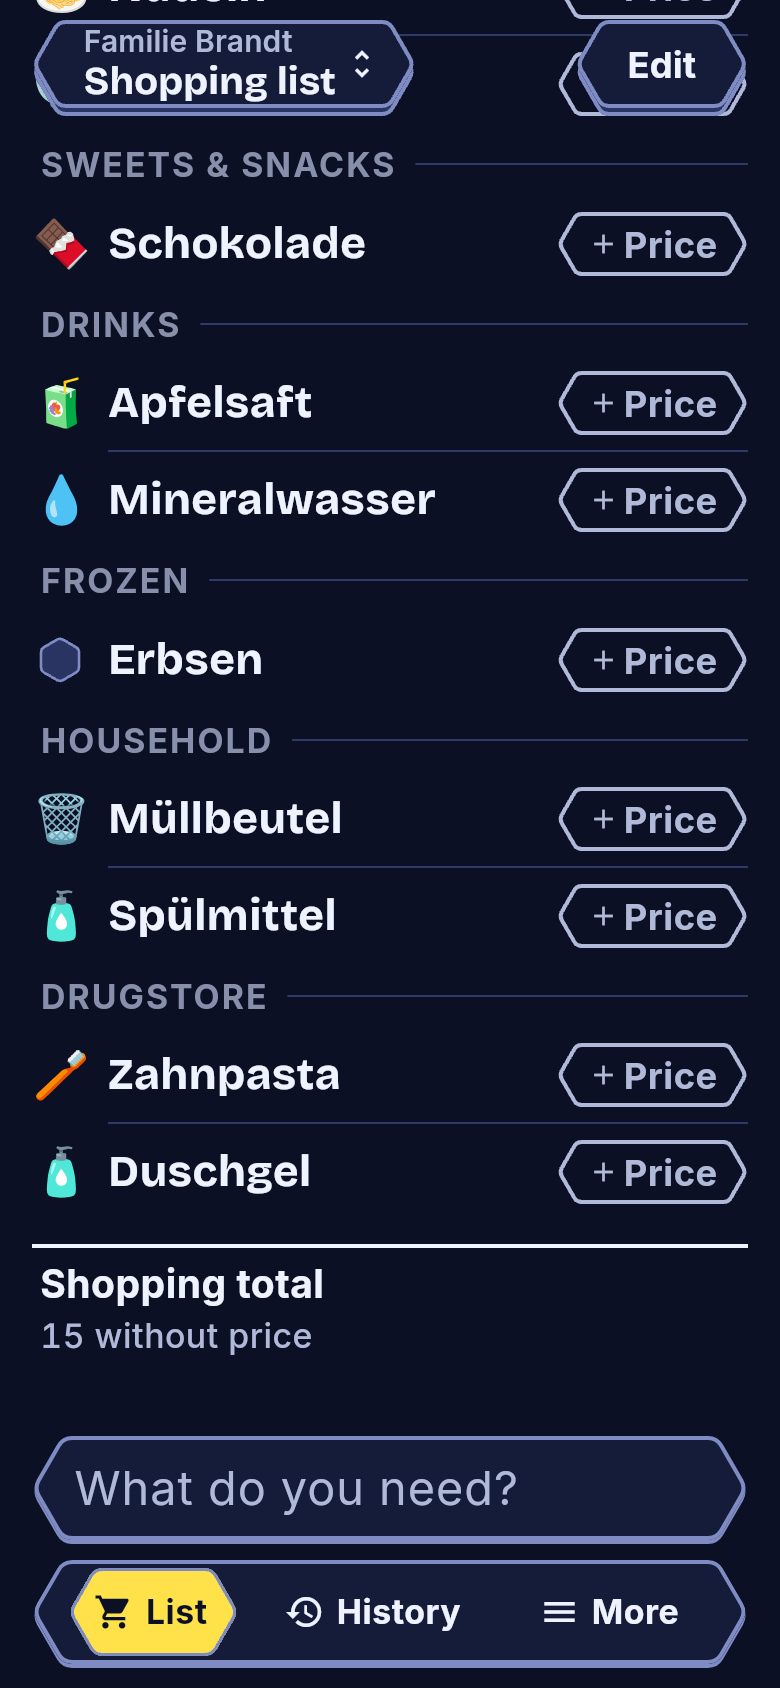 Familie Brandt
Shopping list
Edit
SWEETS & SNACKS
Schokolade
+ Price
DRINKS
Apfelsaft
+ Price
Mineralwasser
+ Price
FROZEN
Erbsen
+ Price
HOUSEHOLD
Müllbeutel
+ Price
Spülmittel
+ Price
DRUGSTORE
Zahnpasta
+ Price
Duschgel
+ Price
Shopping total
15 without price
What do you need?
List
History
More